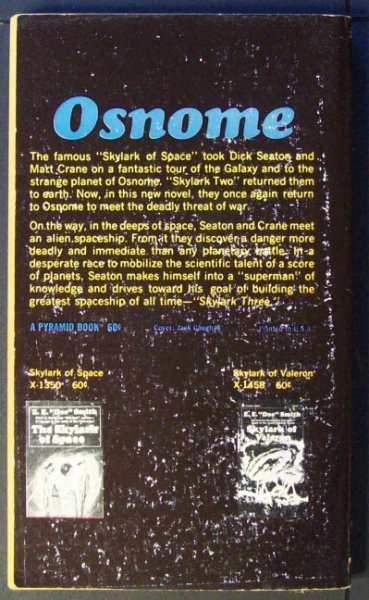 Osnome
The famous "Skylark of Space" took Dick Seaton and
Matt Crane on a fantastic tour of the Galaxy and to the
strange planet of Osnome. "Skylark Two" returned them
to earth. Now, in this new novel, they once again return
to Osnome to meet the deadly threat of war.
On the way, in the deeps of space, Seaton and Crane meet
an alien spaceship. From it they discover a danger more
deadly and immediate than any planetary battle. In a
desperate race to mobilize the scientific talent of a score
of planets, Seaton makes himself into a "superman" of
knowledge and drives toward his goal of building the
greatest spaceship of all time—"Skylark Three."
A PYRAMID BOOK 60¢ Cover: Jack Gaughan Printed in U.S.A.
Skylark of Space
X-1350 60¢
E. E. "Doc" Smith
The Skylark
of Space
Skylark of Valeron
X-1458 60¢
E. E. "Doc" Smith
Skylark of
Valeron